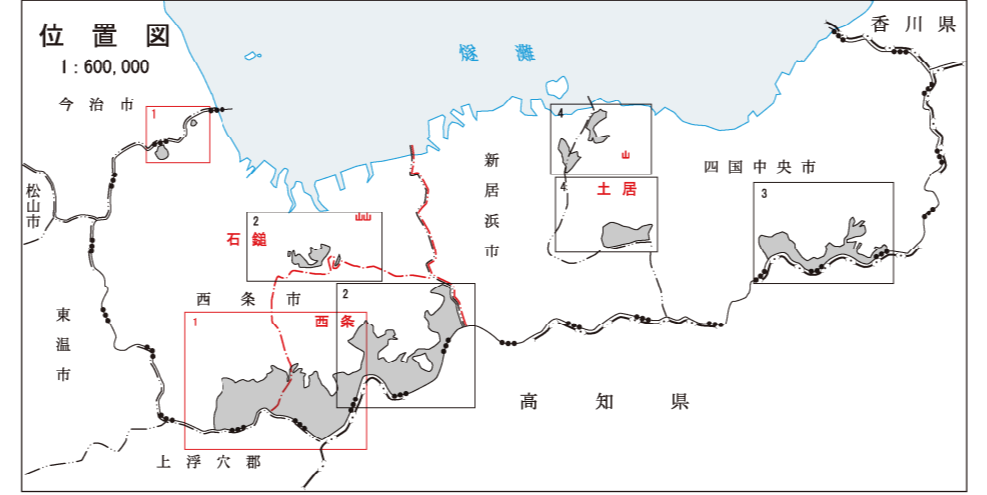 位置図
1:600,000
香川県
燧灘
今治市
1
4
山
新居浜市
四国中央市
4
土居
3
松山市
2
山山
石鎚
山
西条市
2
1
西条
東温市
高知県
上浮穴郡